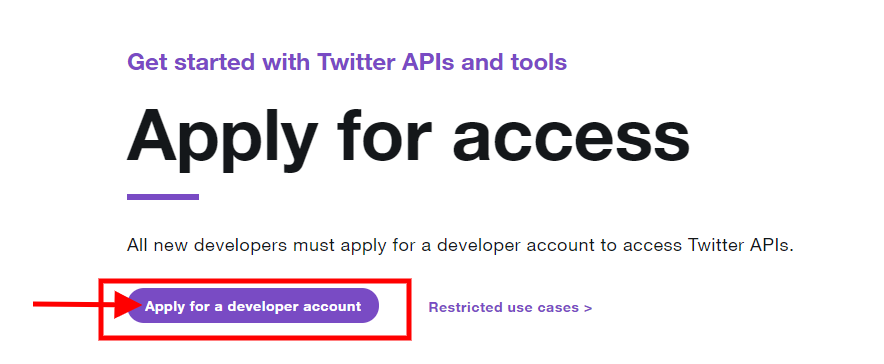 Get started with Twitter APIs and tools
Apply for access
All new developers must apply for a developer account to access Twitter APIs.
Apply for a developer account
Restricted use cases >